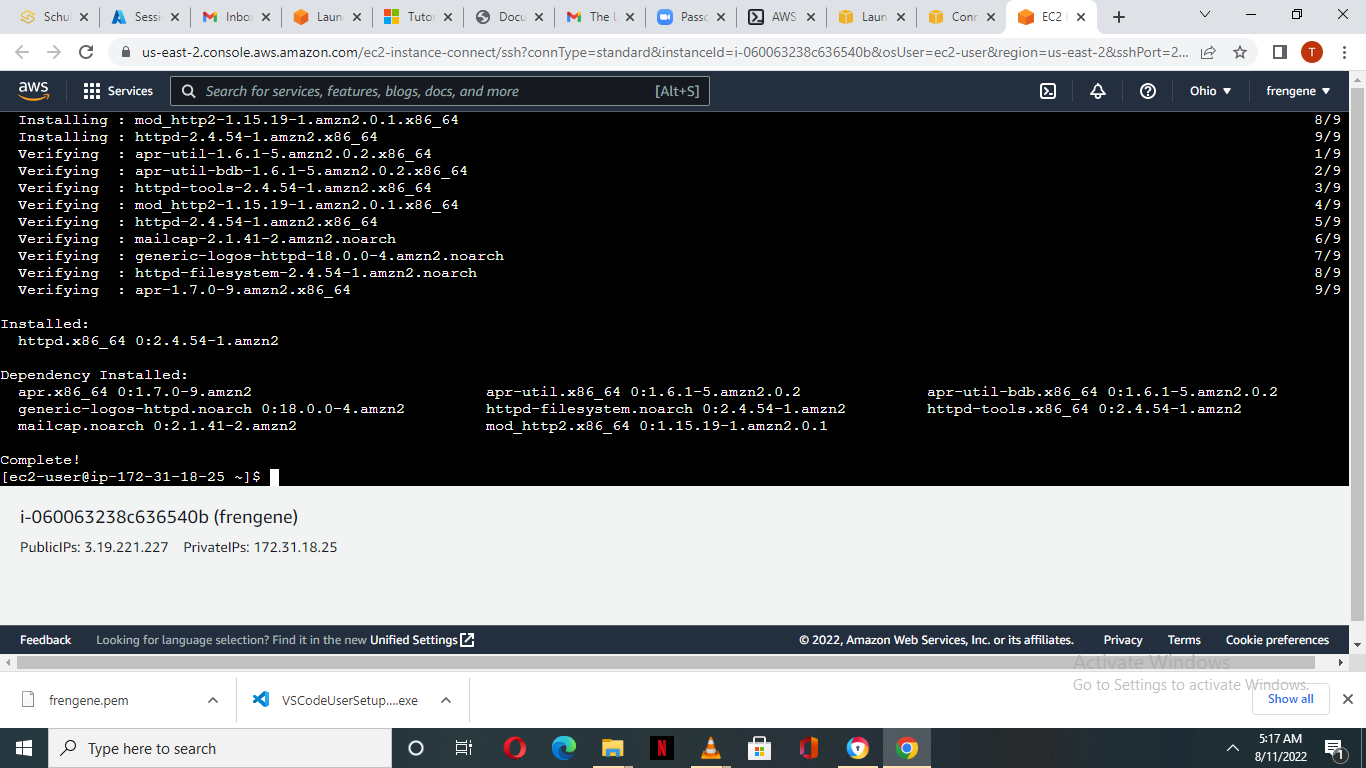 Schu
Sessi
Inbo
Laun
Tutor
Docu
The L
Passc
AWS
Laun
Conn
EC2 I
us-east-2.console.aws.amazon.com/ec2-instance-connect/ssh?connType=standard&instanceId=i-060063238c636540b&osUser=ec2-user&region=us-east-2&sshPort=2...
T
aws
Services
Search for services, features, blogs, docs, and more
[Alt+S]
Ohio
frengene
Installing : mod_http2-1.15.19-1.amzn2.0.1.x86_64 8/9
Installing : httpd-2.4.54-1.amzn2.x86_64 9/9
Verifying : apr-util-1.6.1-5.amzn2.0.2.x86_64 1/9
Verifying : apr-util-bdb-1.6.1-5.amzn2.0.2.x86_64 2/9
Verifying : httpd-tools-2.4.54-1.amzn2.x86_64 3/9
Verifying : mod_http2-1.15.19-1.amzn2.0.1.x86_64 4/9
Verifying : httpd-2.4.54-1.amzn2.x86_64 5/9
Verifying : mailcap-2.1.41-2.amzn2.noarch 6/9
Verifying : generic-logos-httpd-18.0.0-4.amzn2.noarch 7/9
Verifying : httpd-filesystem-2.4.54-1.amzn2.noarch 8/9
Verifying : apr-1.7.0-9.amzn2.x86_64 9/9
Installed:
httpd.x86_64 0:2.4.54-1.amzn2
Dependency Installed:
apr.x86_64 0:1.7.0-9.amzn2 apr-util.x86_64 0:1.6.1-5.amzn2.0.2 apr-util-bdb.x86_64 0:1.6.1-5.amzn2.0.2
generic-logos-httpd.noarch 0:18.0.0-4.amzn2 httpd-filesystem.noarch 0:2.4.54-1.amzn2 httpd-tools.x86_64 0:2.4.54-1.amzn2
mailcap.noarch 0:2.1.41-2.amzn2 mod_http2.x86_64 0:1.15.19-1.amzn2.0.1
Complete!
[ec2-user@ip-172-31-18-25 ~]$
i-060063238c636540b (frengene)
PublicIPs: 3.19.221.227 PrivateIPs: 172.31.18.25
Feedback Looking for language selection? Find it in the new Unified Settings © 2022, Amazon Web Services, Inc. or its affiliates. Privacy Terms Cookie preferences
Activate Windows
Go to Settings to activate Windows.
frengene.pem
VSCodeUserSetup....exe
Show all
Type here to search
N
5:17 AM
8/11/2022
1